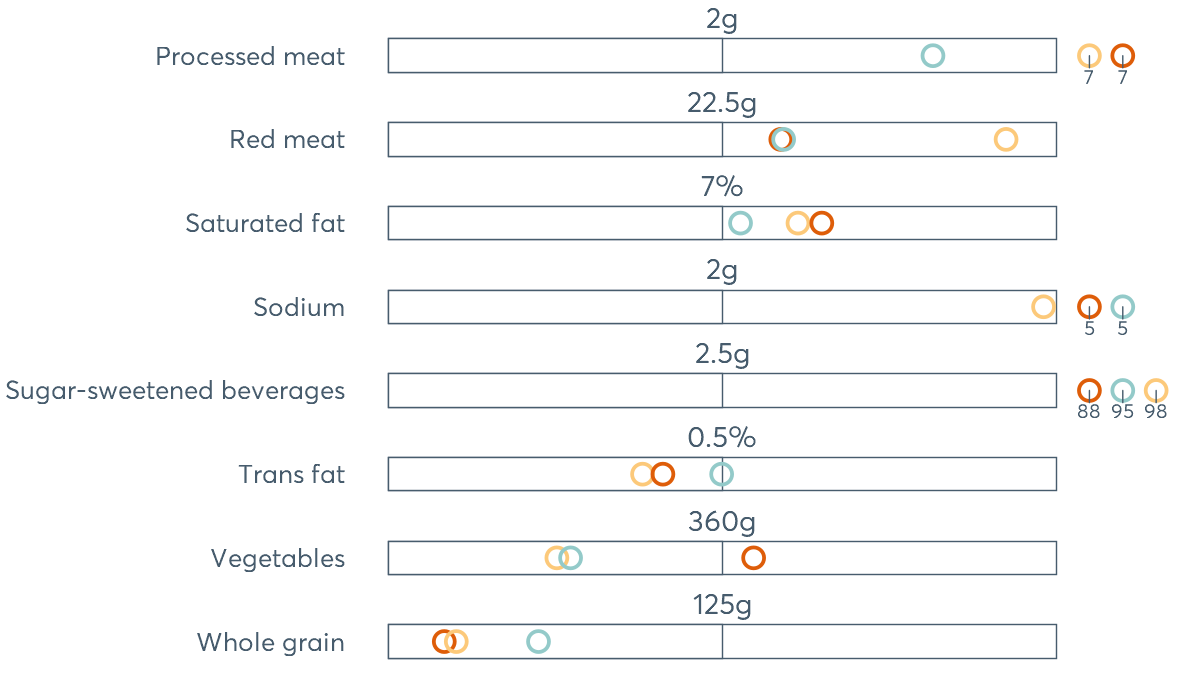 2g
Processed meat
7 7
22.5g
Red meat
7%
Saturated fat
2g
Sodium
5 5
2.5g
Sugar-sweetened beverages
88 95 98
0.5%
Trans fat
360g
Vegetables
125g
Whole grain